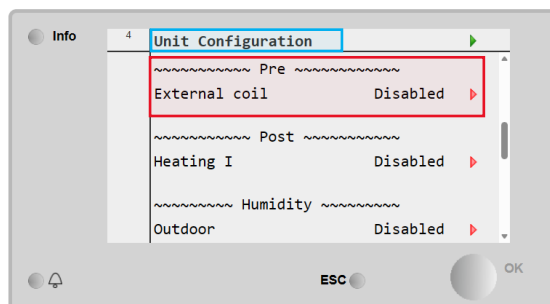 Info
4 Unit Configuration
~~~~~~~~~~~ Pre ~~~~~~~~~~~~
External coil Disabled
~~~~~~~~~~~ Post ~~~~~~~~~~~
Heating I Disabled
~~~~~~~~~ Humidity ~~~~~~~~~
Outdoor Disabled
ESC
OK